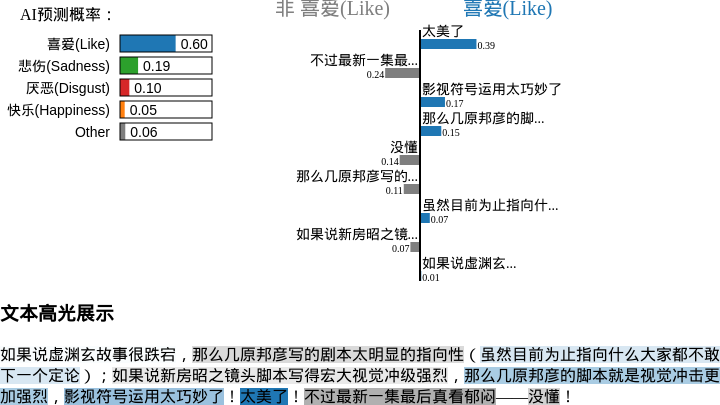 AI预测概率：
喜爱(Like) 0.60
悲伤(Sadness) 0.19
厌恶(Disgust) 0.10
快乐(Happiness) 0.05
Other 0.06
非 喜爱(Like) 喜爱(Like)
太美了
0.39
不过最新一集最...
0.24
影视符号运用太巧妙了
0.17
那么几原邦彦的脚...
0.15
没懂
0.14
那么几原邦彦写的...
0.11
虽然目前为止指向什...
0.07
如果说新房昭之镜...
0.07
如果说虚渊玄...
0.01
文本高光展示
如果说虚渊玄故事很跌宕，那么几原邦彦写的剧本太明显的指向性（虽然目前为止指向什么大家都不敢
下一个定论）；如果说新房昭之镜头脚本写得宏大视觉冲级强烈，那么几原邦彦的脚本就是视觉冲击更
加强烈，影视符号运用太巧妙了！太美了！不过最新一集最后真看郁闷——没懂！